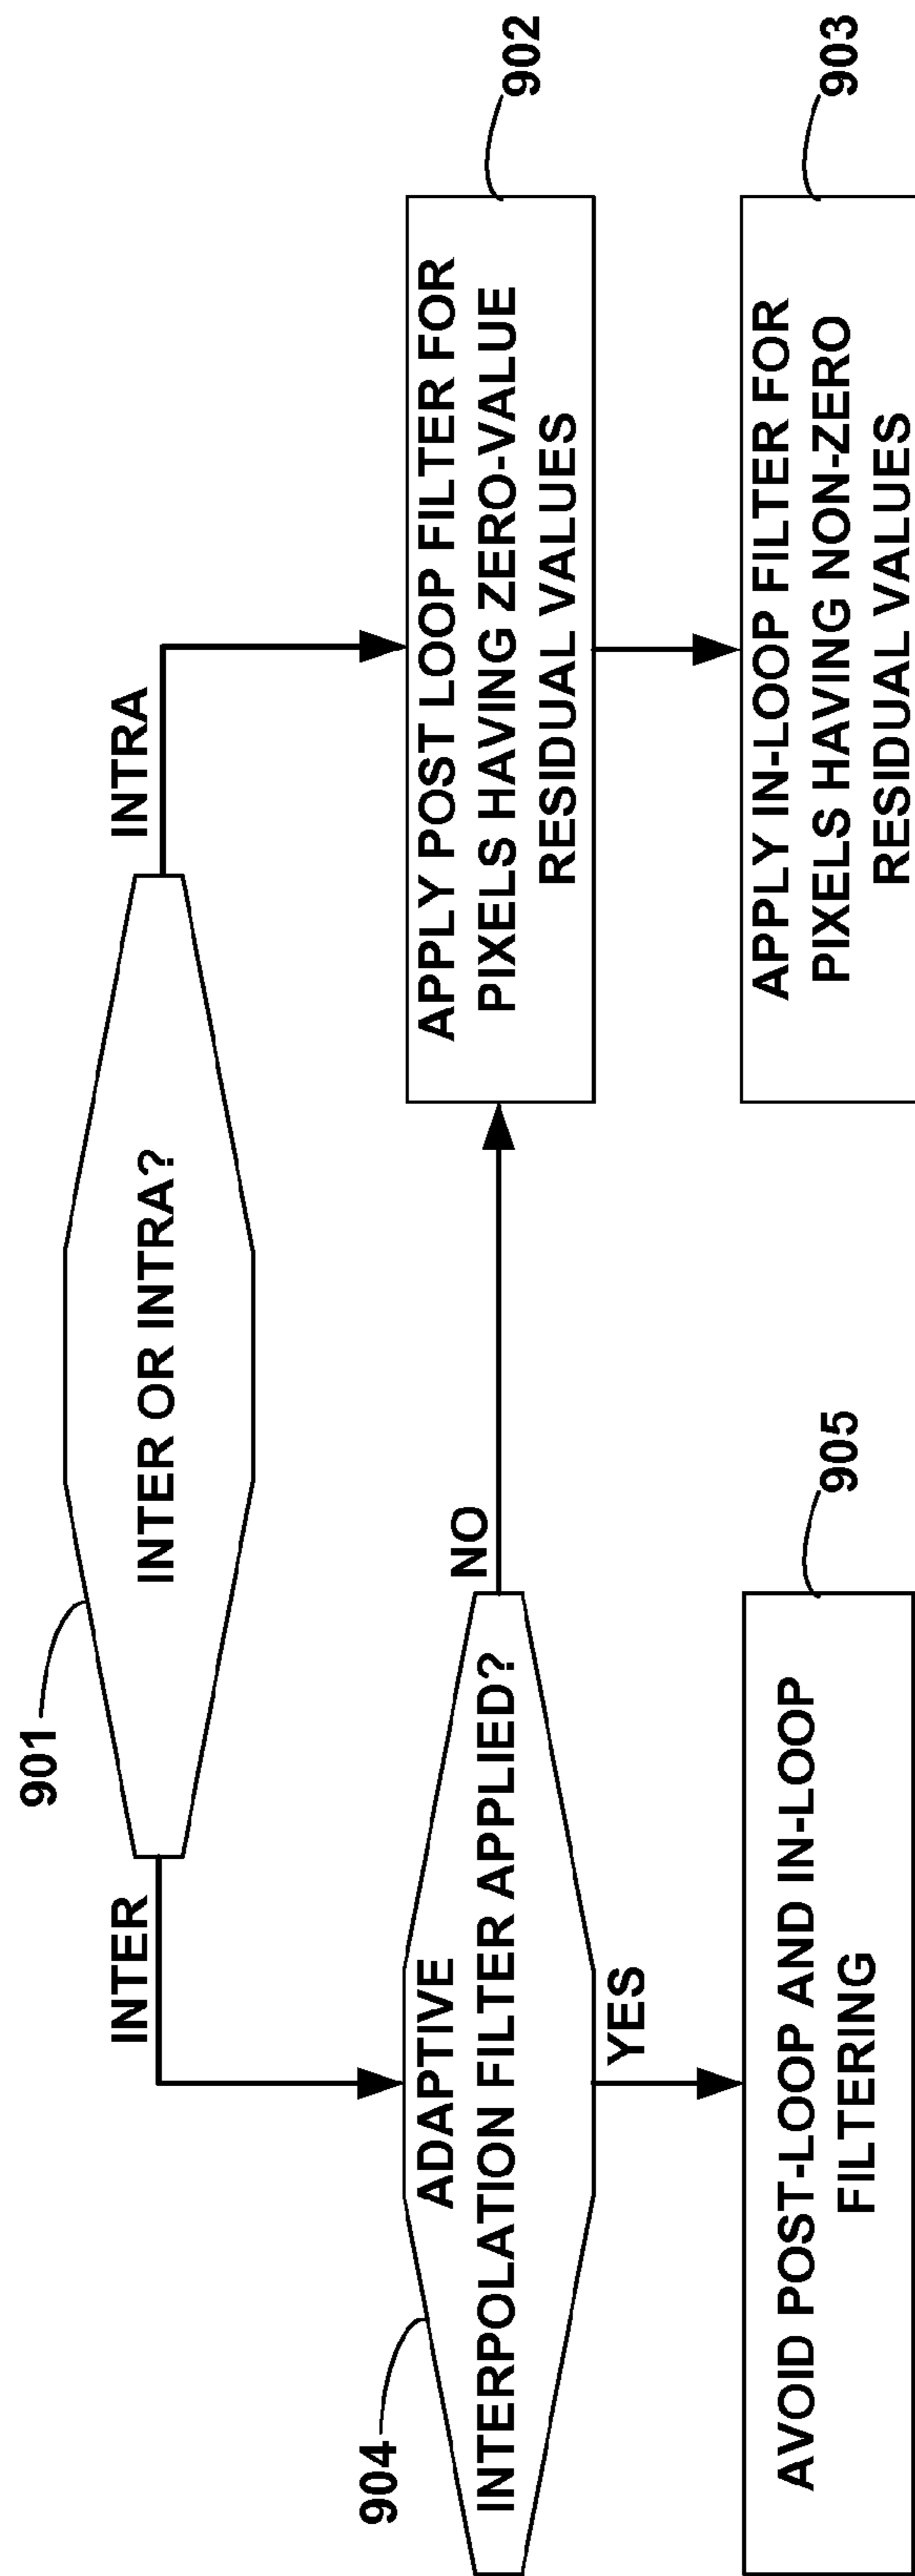 901
INTER OR INTRA?
INTER
INTRA
904
ADAPTIVE
INTERPOLATION FILTER APPLIED?
NO
YES
APPLY POST LOOP FILTER FOR
PIXELS HAVING ZERO-VALUE
RESIDUAL VALUES
902
AVOID POST-LOOP AND IN-LOOP
FILTERING
905
APPLY IN-LOOP FILTER FOR
PIXELS HAVING NON-ZERO
RESIDUAL VALUES
903